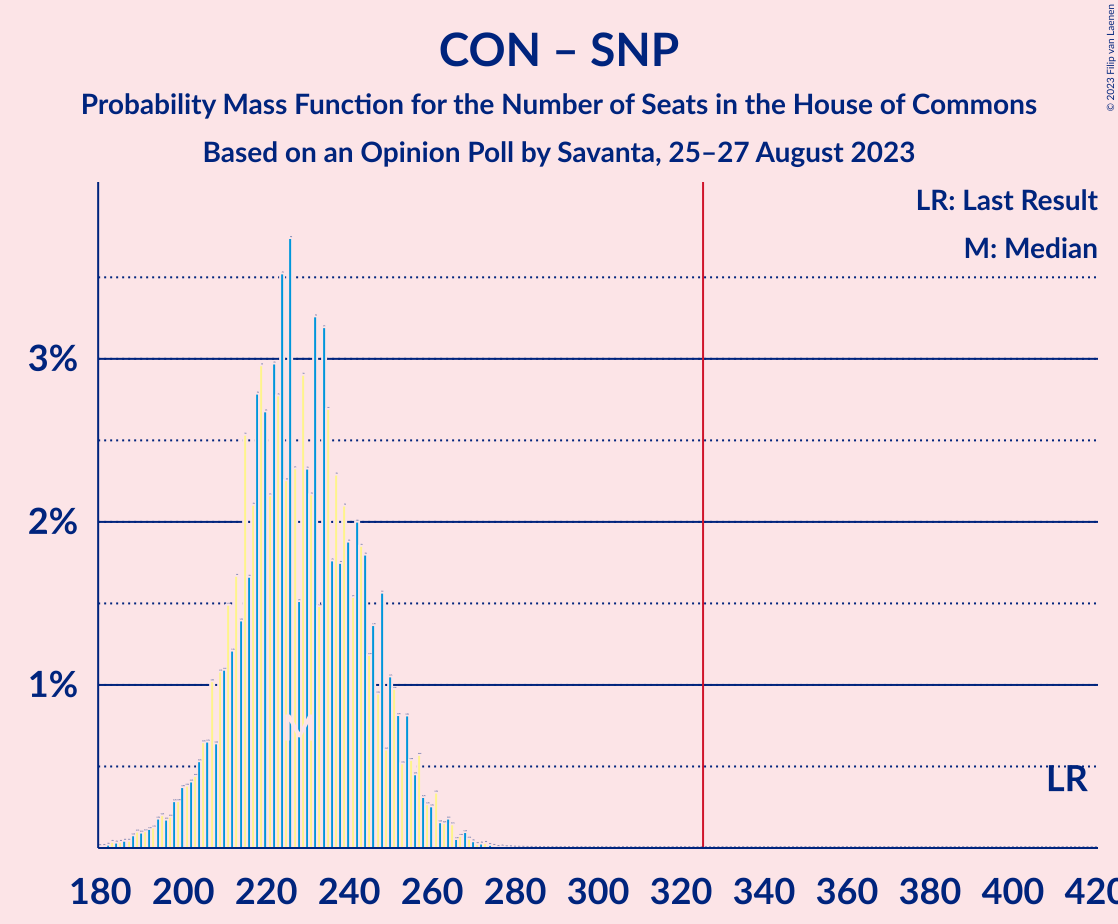 CON – SNP
Probability Mass Function for the Number of Seats in the House of Commons
Based on an Opinion Poll by Savanta, 25–27 August 2023
© 2023 Filip van Laenen
LR: Last Result
M: Median
3%
2%
1%
M
LR
180 200 220 240 260 280 300 320 340 360 380 400 420